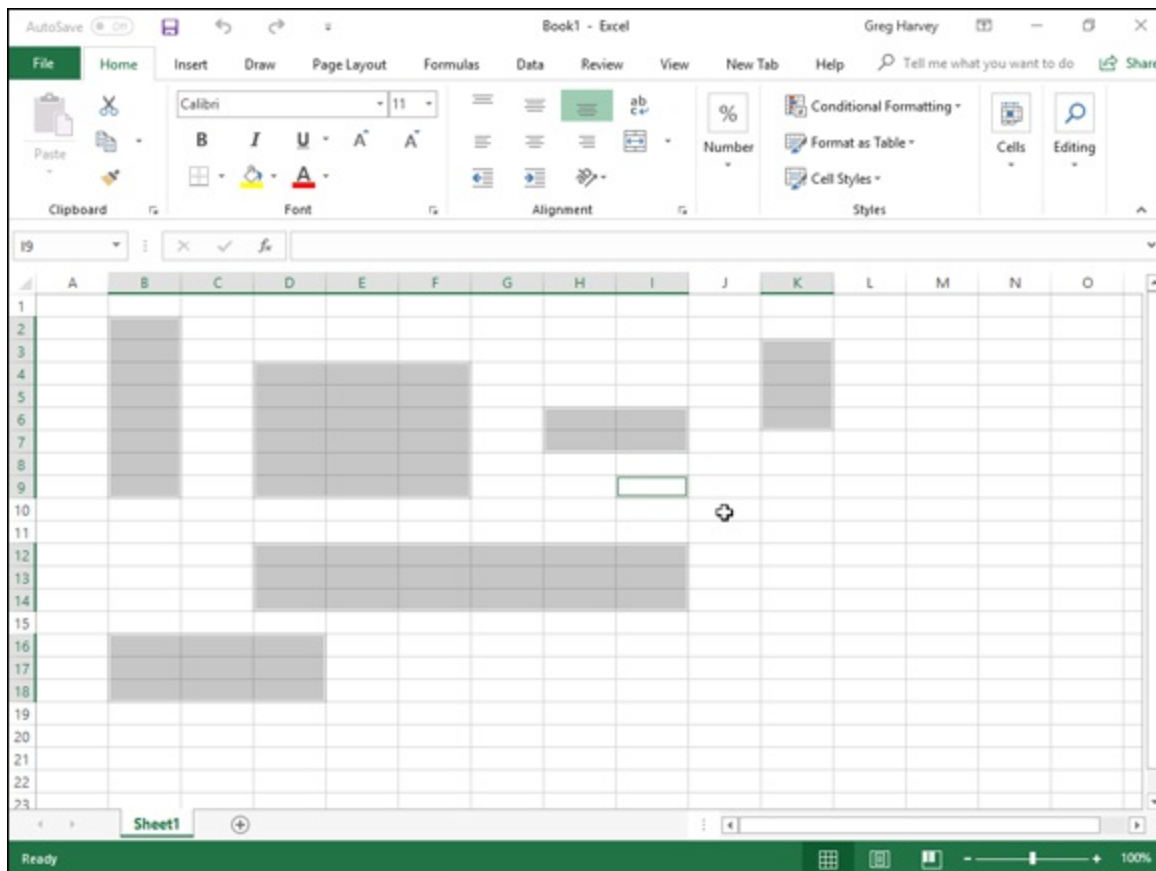 AutoSave Off Book1 - Excel Greg Harvey
File Home Insert Draw Page Layout Formulas Data Review View New Tab Help Tell me what you want to do Share
Calibri 11 ab c % Conditional Formatting
Paste B I U A A Number Format as Table Cells Editing
A Cell Styles
Clipboard Font Alignment Styles
I9 fx
A B C D E F G H I J K L M N O
1
2
3
4
5
6
7
8
9
10
11
12
13
14
15
16
17
18
19
20
21
22
23
Sheet1
Ready 100%